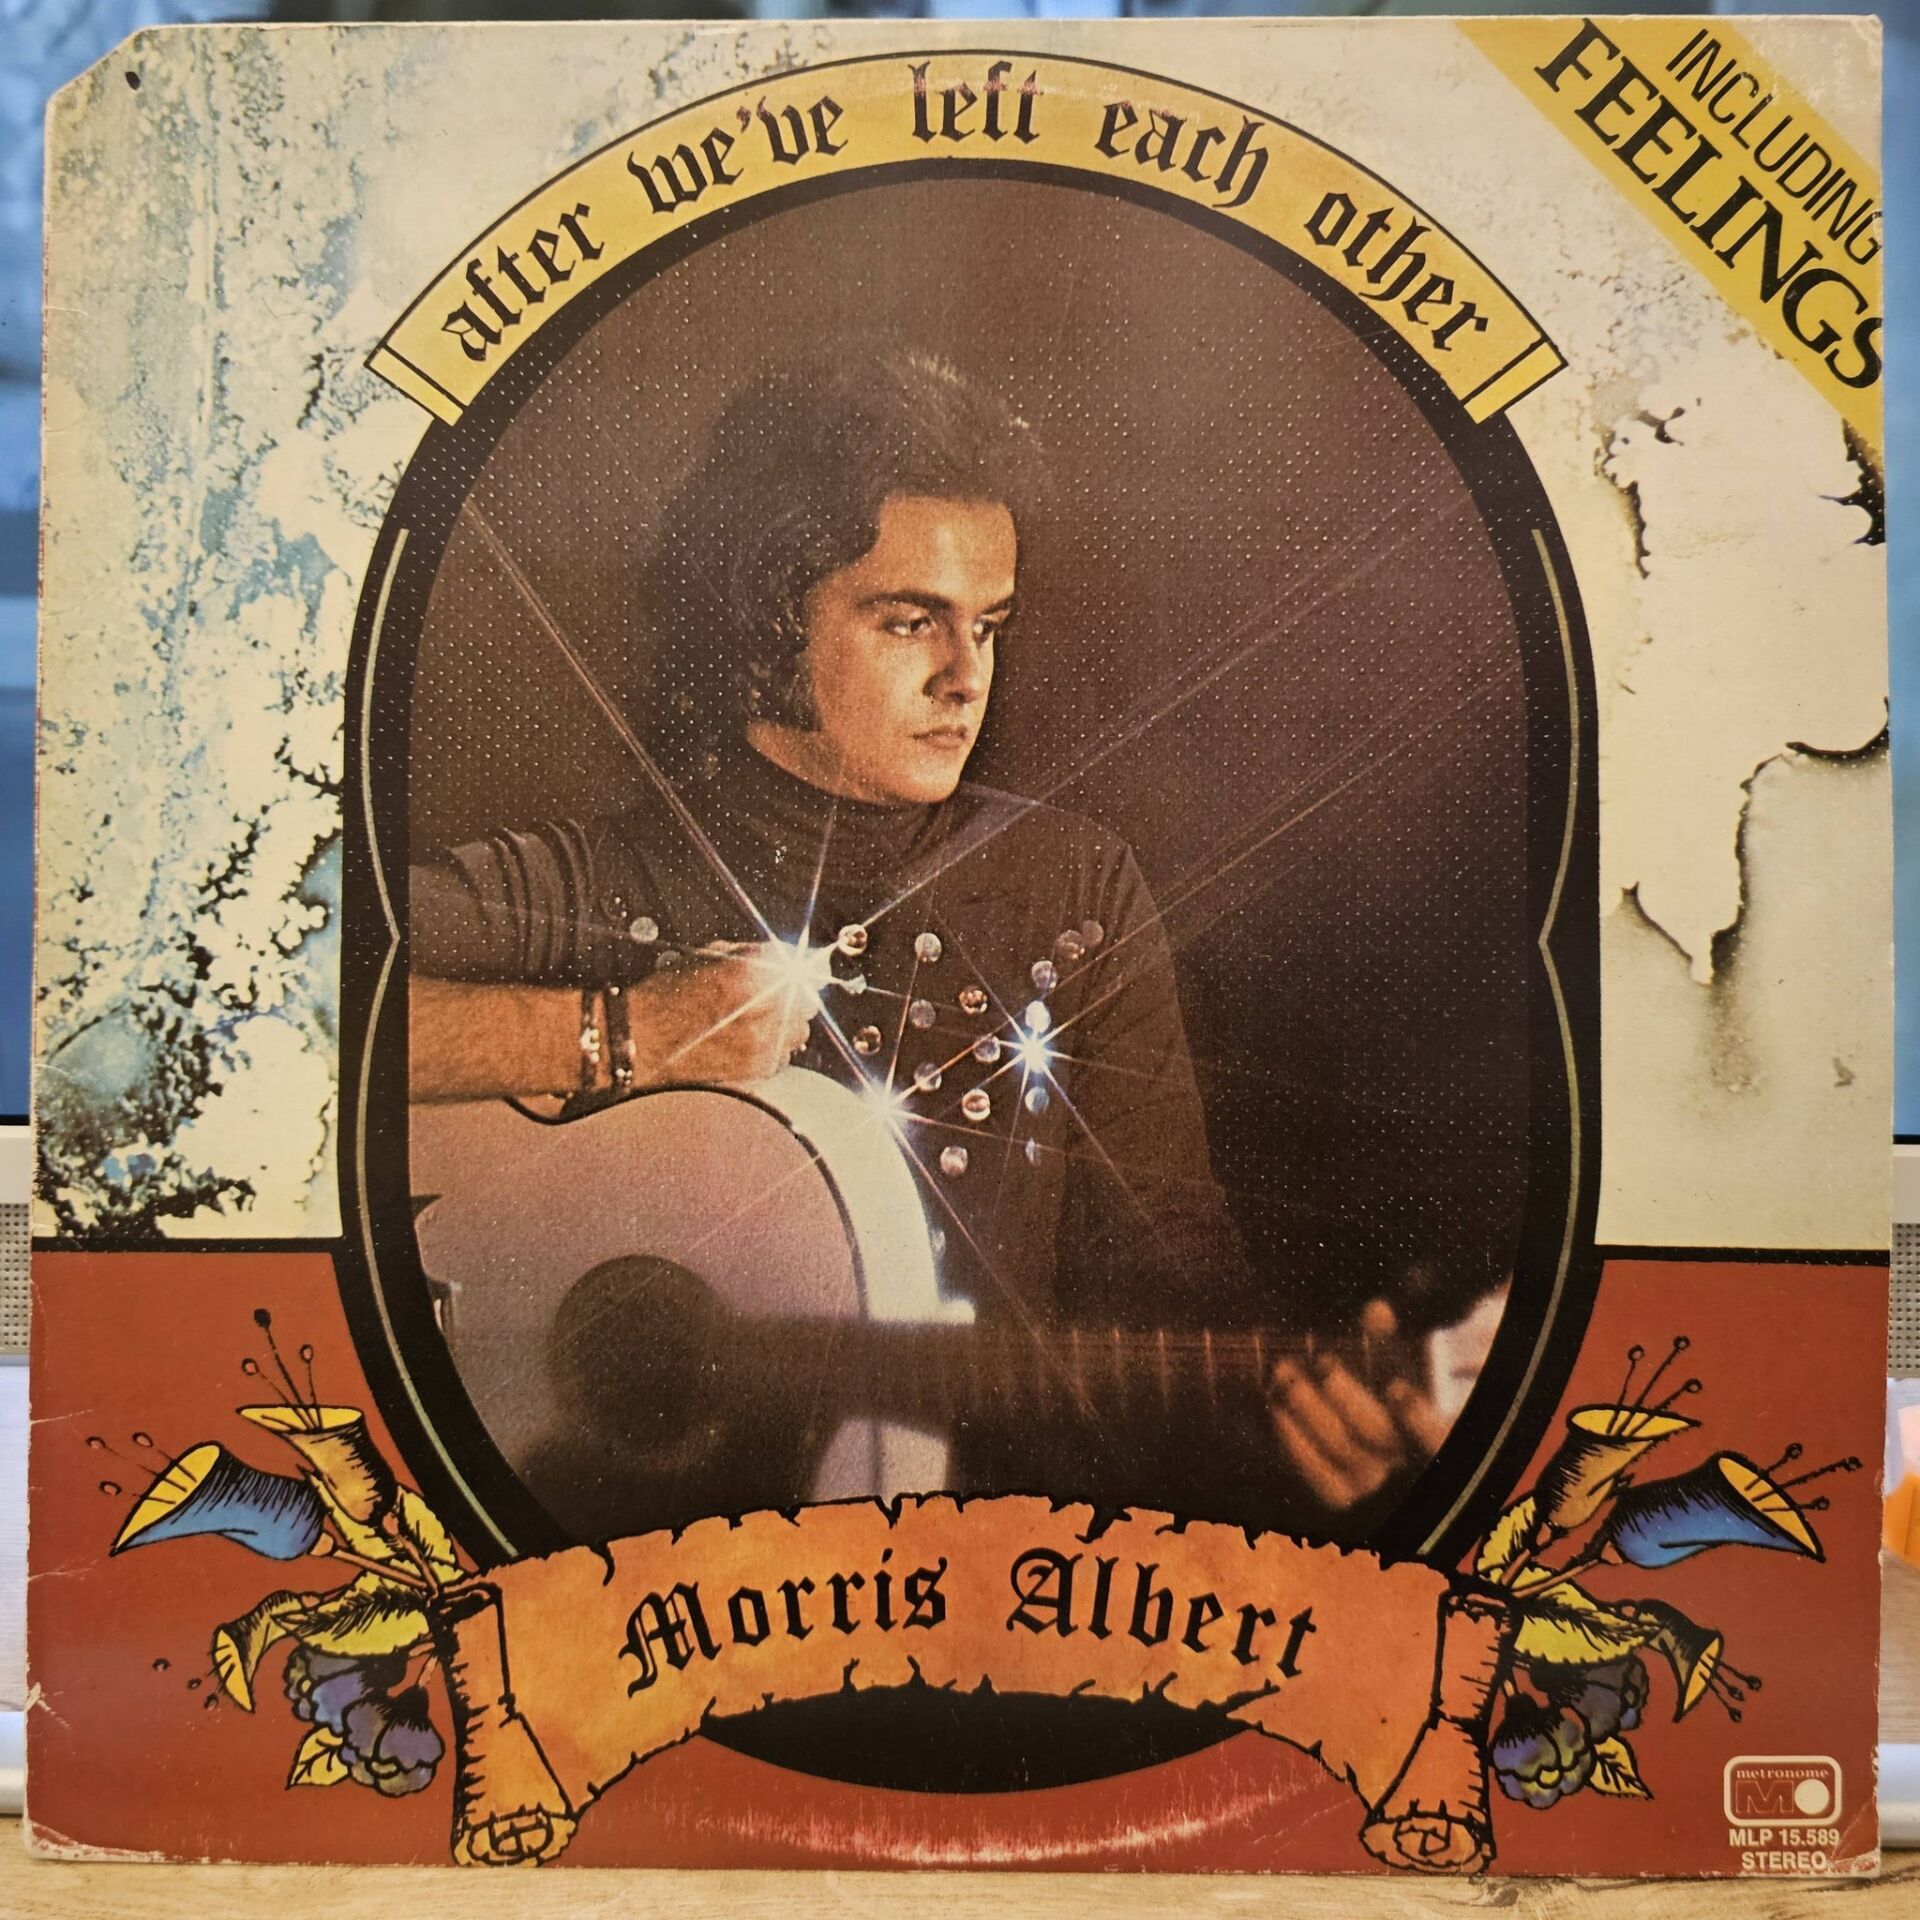 INCLUDING
FEELINGS
after we've left each other
Morris Albert
metronome
MLP 15.589
STEREO